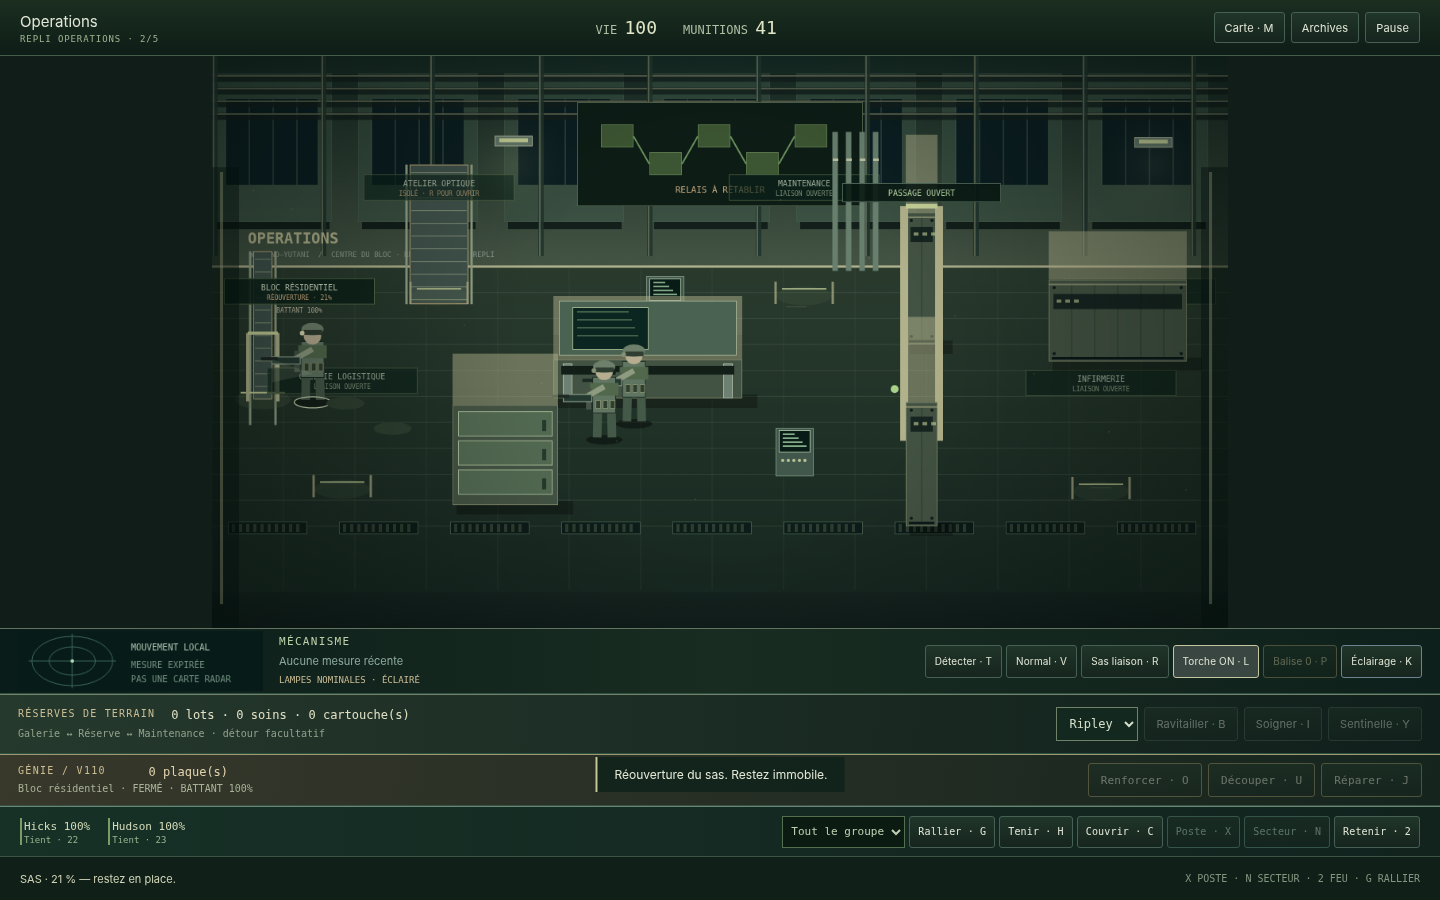 Operations
REPLI OPERATIONS · 2/5
VIE 100 MUNITIONS 41
Carte · M
Archives
Pause
ATELIER OPTIQUE
ISOLÉ · R POUR OUVRIR
RELAIS À RÉTABLIR
MAINTENANCE
LIAISON OUVERTE
PASSAGE OUVERT
OPERATIONS
CENTRE DU BLOC
REPLI
BLOC RÉSIDENTIEL
RÉOUVERTURE · 21%
BATTANT 100%
LOGISTIQUE
OUVERTE
INFIRMERIE
LIAISON OUVERTE
MOUVEMENT LOCAL
MESURE EXPIRÉE
PAS UNE CARTE RADAR
MÉCANISME
Aucune mesure récente
LAMPES NOMINALES · ÉCLAIRÉ
Détecter · T
Normal · V
Sas liaison · R
Torche ON · L
Balise 0 · P
Éclairage · K
RÉSERVES DE TERRAIN 0 lots · 0 soins · 0 cartouche(s)
Galerie ↔ Réserve ↔ Maintenance · détour facultatif
Ripley
Ravitailler · B
Soigner · I
Sentinelle · Y
GÉNIE / V110 0 plaque(s)
Bloc résidentiel · FERMÉ · BATTANT 100%
Réouverture du sas. Restez immobile.
Renforcer · O
Découper · U
Réparer · J
Hicks 100%
Tient · 22
Hudson 100%
Tient · 23
Tout le groupe
Rallier · G
Tenir · H
Couvrir · C
Poste · X
Secteur · N
Retenir · 2
SAS · 21 % — restez en place.
X POSTE · N SECTEUR · 2 FEU · G RALLIER